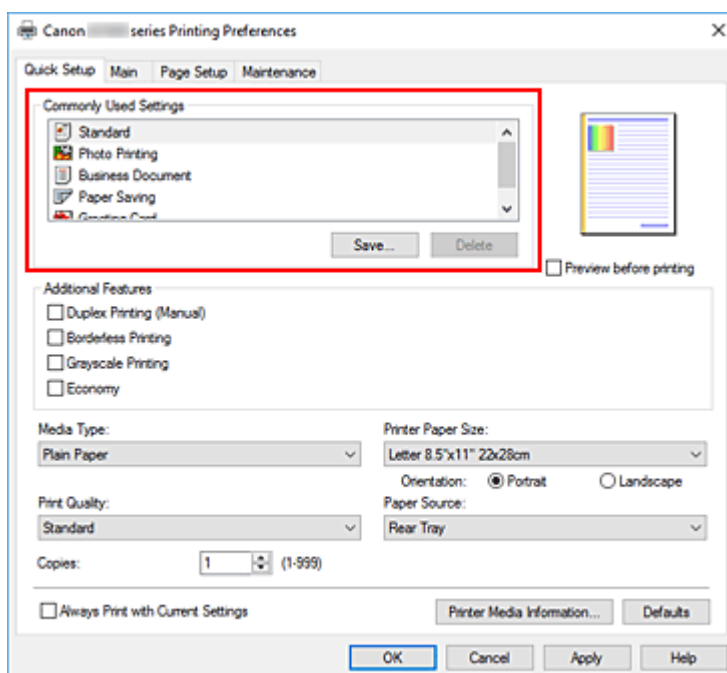 Canon series Printing Preferences
Quick Setup Main Page Setup Maintenance
Commonly Used Settings
Standard
Photo Printing
Business Document
Paper Saving
Greeting Card
Save... Delete
Preview before printing
Additional Features
Duplex Printing (Manual)
Borderless Printing
Grayscale Printing
Economy
Media Type: Printer Paper Size:
Plain Paper Letter 8.5"x11" 22x28cm
Orientation: Portrait Landscape
Print Quality: Paper Source:
Standard Rear Tray
Copies: 1 (1-999)
Always Print with Current Settings Printer Media Information... Defaults
OK Cancel Apply Help